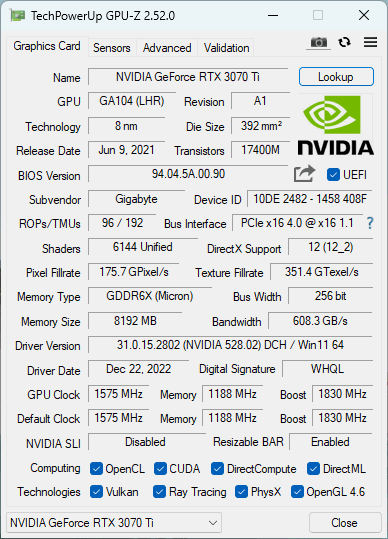 TechPowerUp GPU-Z 2.52.0
Graphics Card Sensors Advanced Validation
Name NVIDIA GeForce RTX 3070 Ti Lookup
GPU GA104 (LHR) Revision A1
Technology 8 nm Die Size 392 mm²
Release Date Jun 9, 2021 Transistors 17400M
NVIDIA
BIOS Version 94.04.5A.00.90 UEFI
Subvendor Gigabyte Device ID 10DE 2482 - 1458 408F
ROPs/TMUs 96 / 192 Bus Interface PCIe x16 4.0 @ x16 1.1 ?
Shaders 6144 Unified DirectX Support 12 (12_2)
Pixel Fillrate 175.7 GPixel/s Texture Fillrate 351.4 GTexel/s
Memory Type GDDR6X (Micron) Bus Width 256 bit
Memory Size 8192 MB Bandwidth 608.3 GB/s
Driver Version 31.0.15.2802 (NVIDIA 528.02) DCH / Win11 64
Driver Date Dec 22, 2022 Digital Signature WHQL
GPU Clock 1575 MHz Memory 1188 MHz Boost 1830 MHz
Default Clock 1575 MHz Memory 1188 MHz Boost 1830 MHz
NVIDIA SLI Disabled Resizable BAR Enabled
Computing OpenCL CUDA DirectCompute DirectML
Technologies Vulkan Ray Tracing PhysX OpenGL 4.6
NVIDIA GeForce RTX 3070 Ti Close